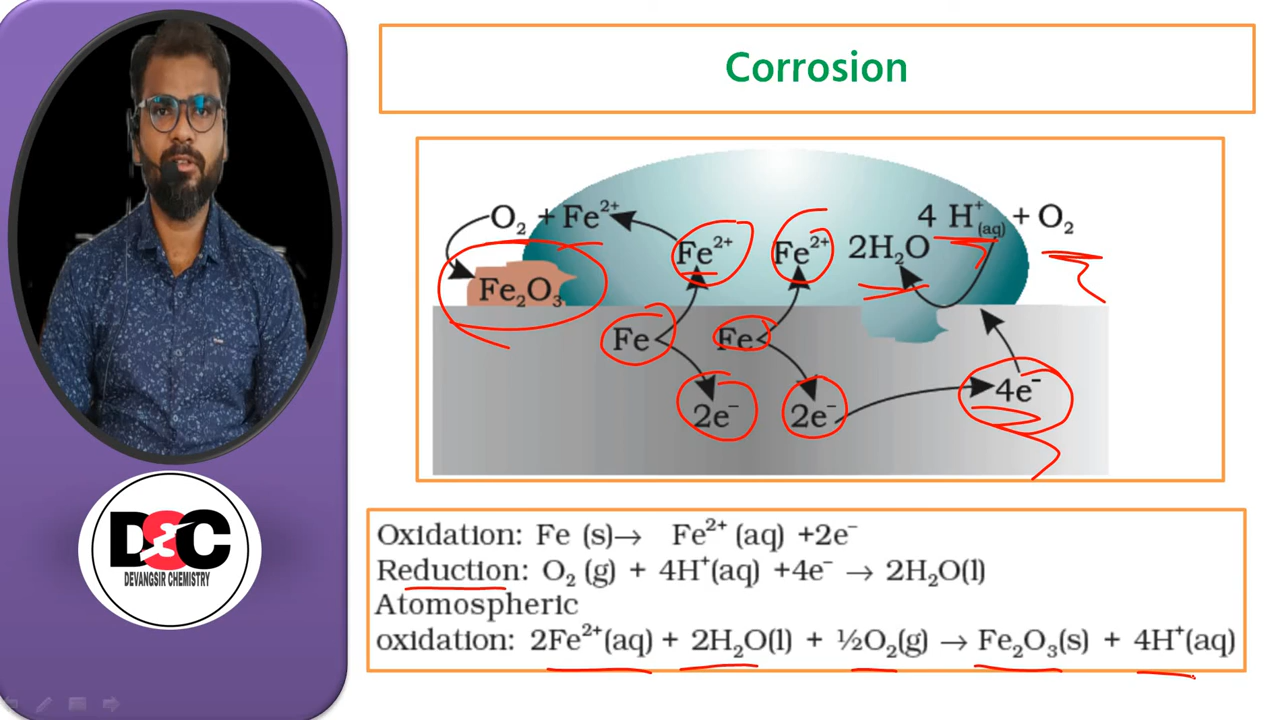 Corrosion
O₂ + Fe²⁺
Fe²⁺
Fe²⁺
2H₂O
4 H⁺(aq) + O₂
Fe₂O₃
Fe
Fe
2e⁻
2e⁻
4e⁻
DSC
DEVANGSIR CHEMISTRY
Oxidation: Fe (s)→ Fe²⁺ (aq) +2e⁻
Reduction: O₂ (g) + 4H⁺(aq) +4e⁻ → 2H₂O(l)
Atomospheric
oxidation: 2Fe²⁺(aq) + 2H₂O(l) + ½O₂(g) → Fe₂O₃(s) + 4H⁺(aq)